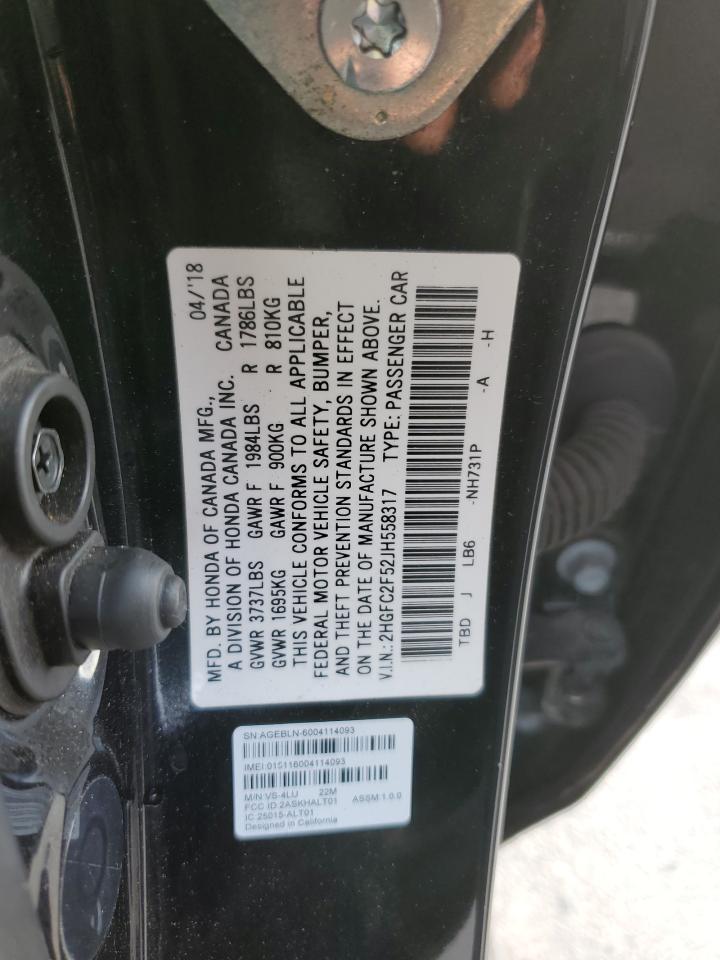 MFD. BY HONDA OF CANADA MFG., 04/'18
A DIVISION OF HONDA CANADA INC. CANADA
GVWR 3737LBS GAWR F 1984LBS R 1786LBS
GVWR 1695KG GAWR F 900KG R 810KG
THIS VEHICLE CONFORMS TO ALL APPLICABLE
FEDERAL MOTOR VEHICLE SAFETY, BUMPER,
AND THEFT PREVENTION STANDARDS IN EFFECT
ON THE DATE OF MANUFACTURE SHOWN ABOVE.
V.I.N.: 2HGFC2F52JH558317 TYPE: PASSENGER CAR
TBD J LB6 -NH731P -A -H
SN:AGEBLN-6004114093
IMEI:015116004114093
M/N:VS-4LU 22M
FCC ID:2ASKHALT01 ASSM:1.0.0
IC:25015-ALT01
Designed in California